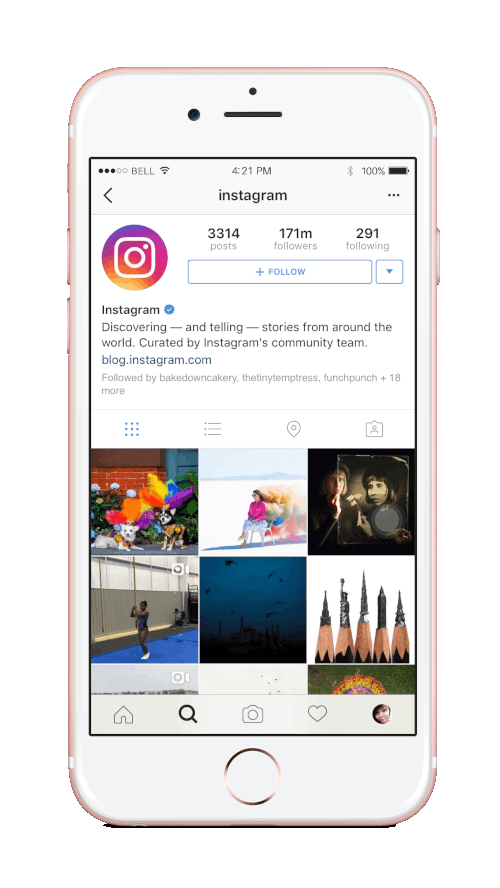 BELL 4:21 PM 100%
instagram
3314 171m 291
posts followers following
+ FOLLOW
Instagram
Discovering — and telling — stories from around the
world. Curated by Instagram's community team.
blog.instagram.com
Followed by bakedowncakery, thetinytemptress, funchpunch + 18
more